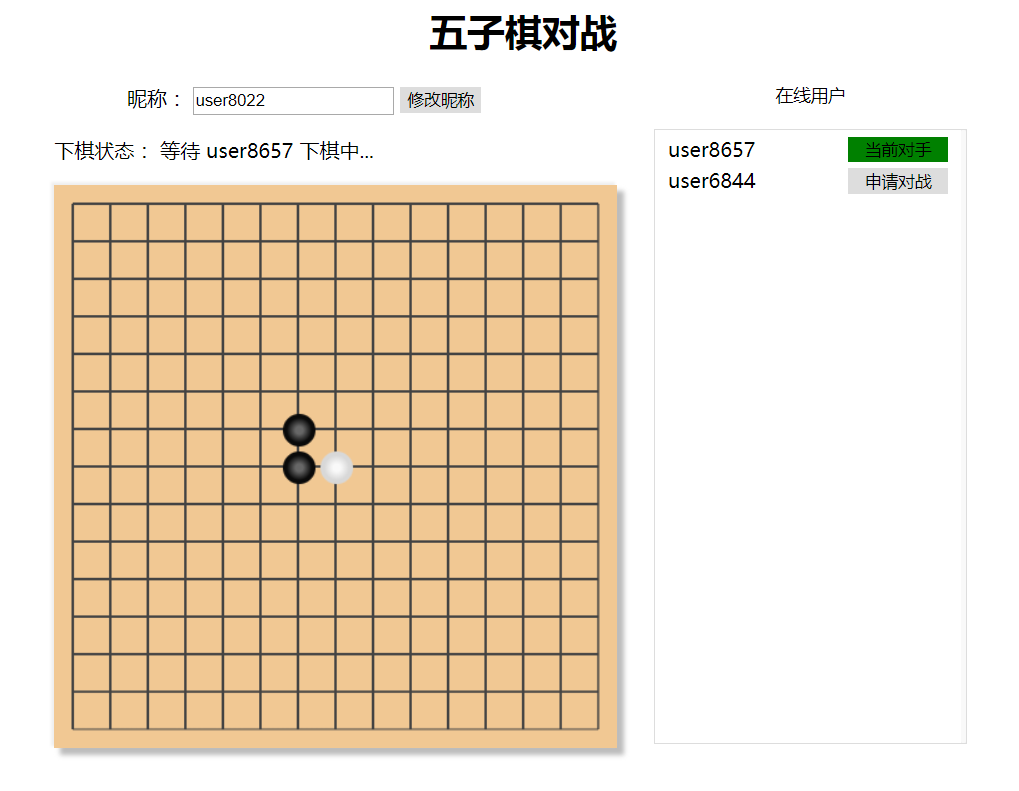 五子棋对战
昵称： user8022 修改昵称
下棋状态： 等待 user8657 下棋中...
在线用户
user8657 当前对手
user6844 申请对战